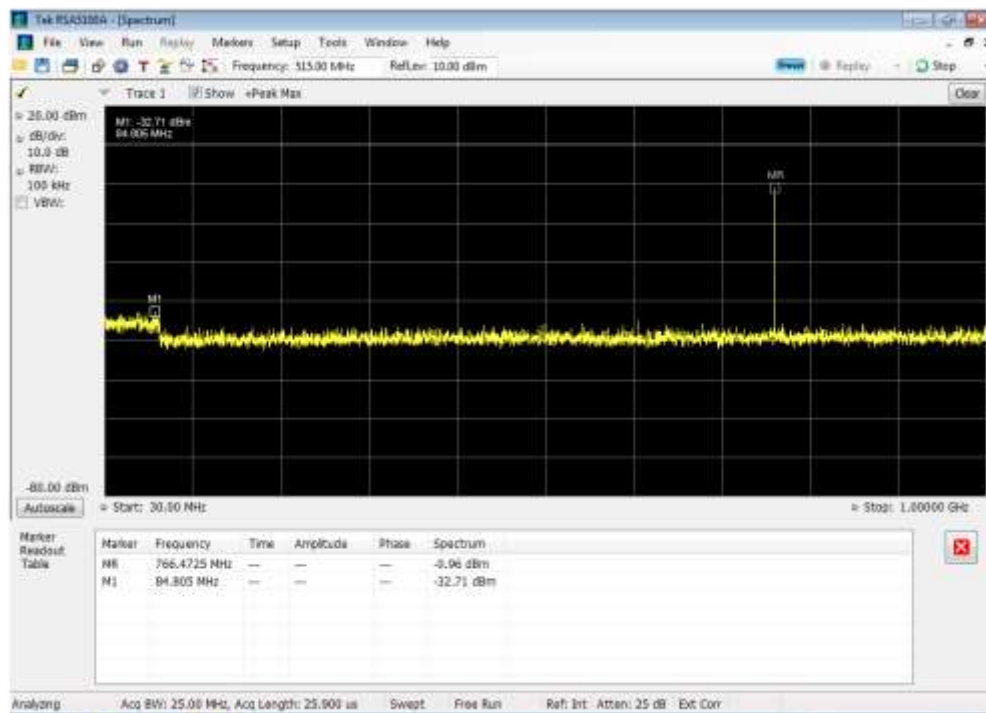 Tek RSA5100A - [Spectrum]
File View Run Replay Markers Setup Tools Window Help
Frequency: 515.00 MHz RefLev: 10.00 dBm Preset Replay Stop
Trace 1 Show +Peak Max Clear
20.00 dBm
dB/div:
10.0 dB
RBW:
100 kHz
VBW:
M1: -32.71 dBm
84.805 MHz
MR
M1
-80.00 dBm
Autoscale Start: 30.00 MHz Stop: 1.00000 GHz
Marker
Readout
Table
Marker Frequency Time Amplitude Phase Spectrum
MR 766.4725 MHz --- --- --- -0.96 dBm
M1 84.805 MHz --- --- --- -32.71 dBm
Analyzing Acq BW: 25.00 MHz, Acq Length: 25.900 us Swept Free Run Ref: Int Atten: 25 dB Ext Corr